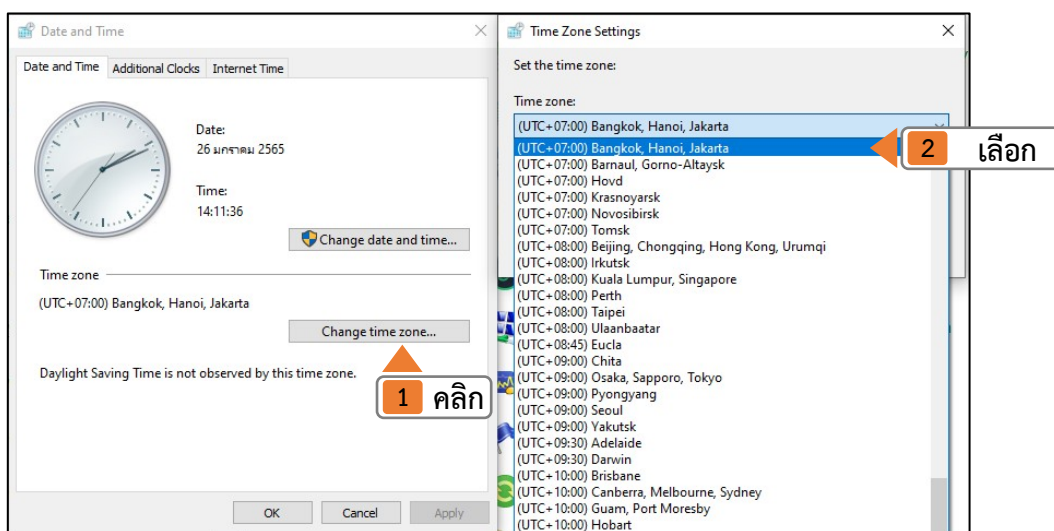 Date and Time
Date and Time
Additional Clocks
Internet Time
Date:
26 มกราคม 2565
Time:
14:11:36
Change date and time...
Time zone
(UTC+07:00) Bangkok, Hanoi, Jakarta
Change time zone...
Daylight Saving Time is not observed by this time zone.
1 คลิก
OK
Cancel
Apply
Time Zone Settings
Set the time zone:
Time zone:
(UTC+07:00) Bangkok, Hanoi, Jakarta
(UTC+07:00) Bangkok, Hanoi, Jakarta
2 เลือก
(UTC+07:00) Barnaul, Gorno-Altaysk
(UTC+07:00) Hovd
(UTC+07:00) Krasnoyarsk
(UTC+07:00) Novosibirsk
(UTC+07:00) Tomsk
(UTC+08:00) Beijing, Chongqing, Hong Kong, Urumqi
(UTC+08:00) Irkutsk
(UTC+08:00) Kuala Lumpur, Singapore
(UTC+08:00) Perth
(UTC+08:00) Taipei
(UTC+08:00) Ulaanbaatar
(UTC+08:45) Eucla
(UTC+09:00) Chita
(UTC+09:00) Osaka, Sapporo, Tokyo
(UTC+09:00) Pyongyang
(UTC+09:00) Seoul
(UTC+09:00) Yakutsk
(UTC+09:30) Adelaide
(UTC+09:30) Darwin
(UTC+10:00) Brisbane
(UTC+10:00) Canberra, Melbourne, Sydney
(UTC+10:00) Guam, Port Moresby
(UTC+10:00) Hobart